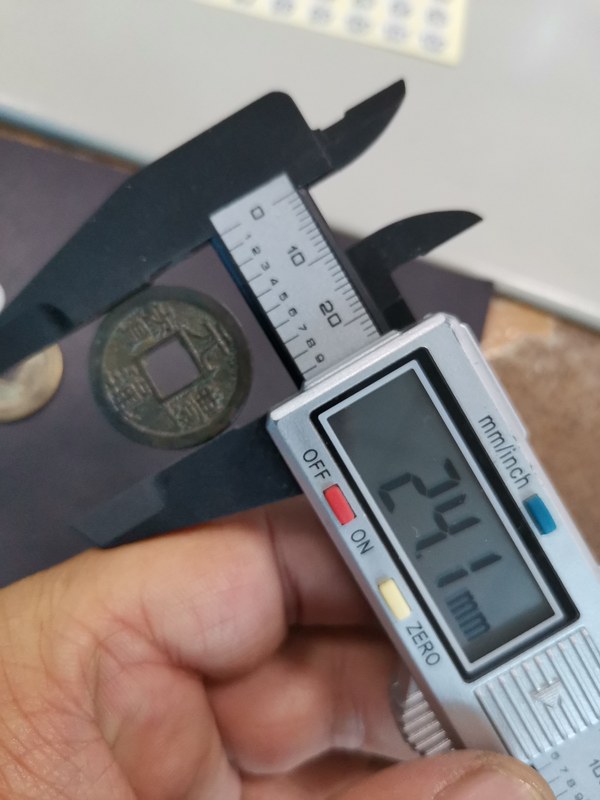 0 10 20
1 2 3 4 5 6 7 8 9
mm/inch
OFF
ON
24.1 mm
ZERO